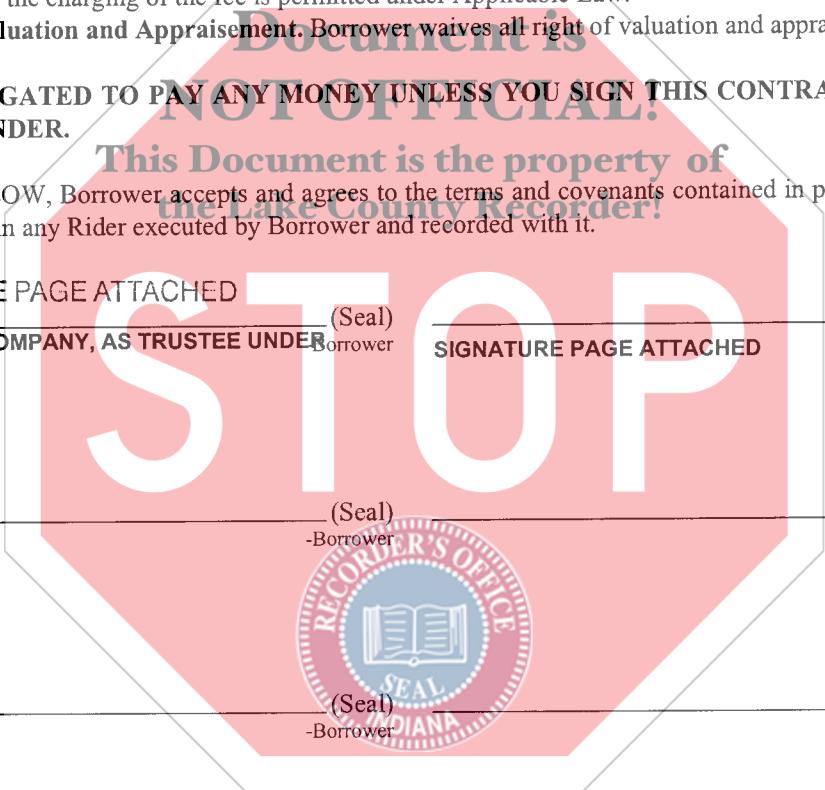 the charging of the fee is permitted under Applicable Law.
luation and Appraisement. Borrower waives all right of valuation and appra
Document is
NOT OFFICIAL!
GATED TO PAY ANY MONEY UNLESS YOU SIGN THIS CONTRA
NDER.
This Document is the property of
the Lake County Recorder!
OW, Borrower accepts and agrees to the terms and covenants contained in p
n any Rider executed by Borrower and recorded with it.
E PAGE ATTACHED
(Seal)
OMPANY, AS TRUSTEE UNDER
Borrower
SIGNATURE PAGE ATTACHED
STOP
(Seal)
-Borrower
RECORDER'S OFFICE
SEAL
INDIANA
(Seal)
-Borrower